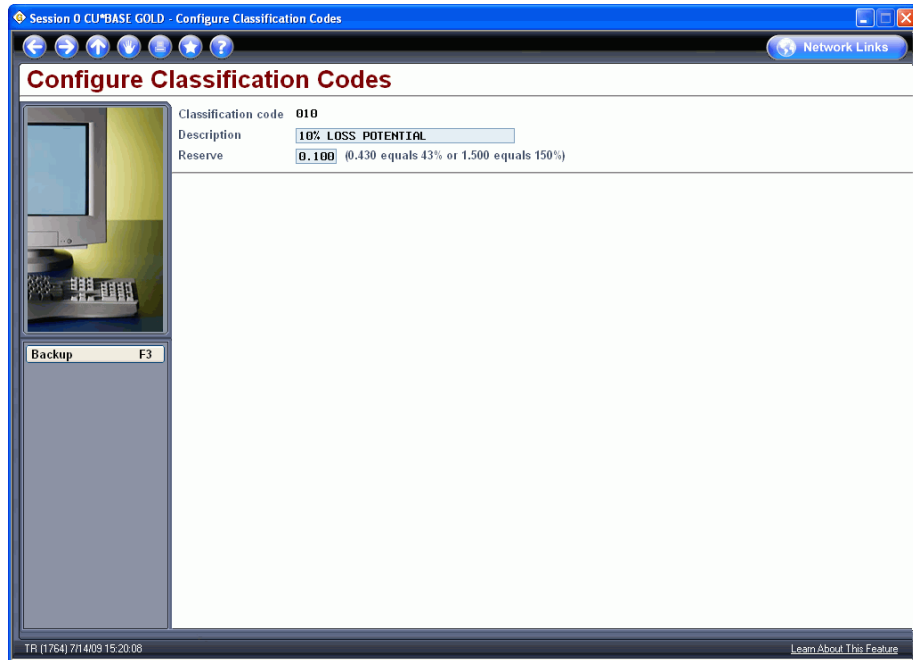 Session 0 CU*BASE GOLD - Configure Classification Codes
Network Links
Configure Classification Codes
Classification code 010
Description 10% LOSS POTENTIAL
Reserve 0.100 (0.430 equals 43% or 1.500 equals 150%)
Backup F3
TR (1764) 7/14/09 15:20:08
Learn About This Feature